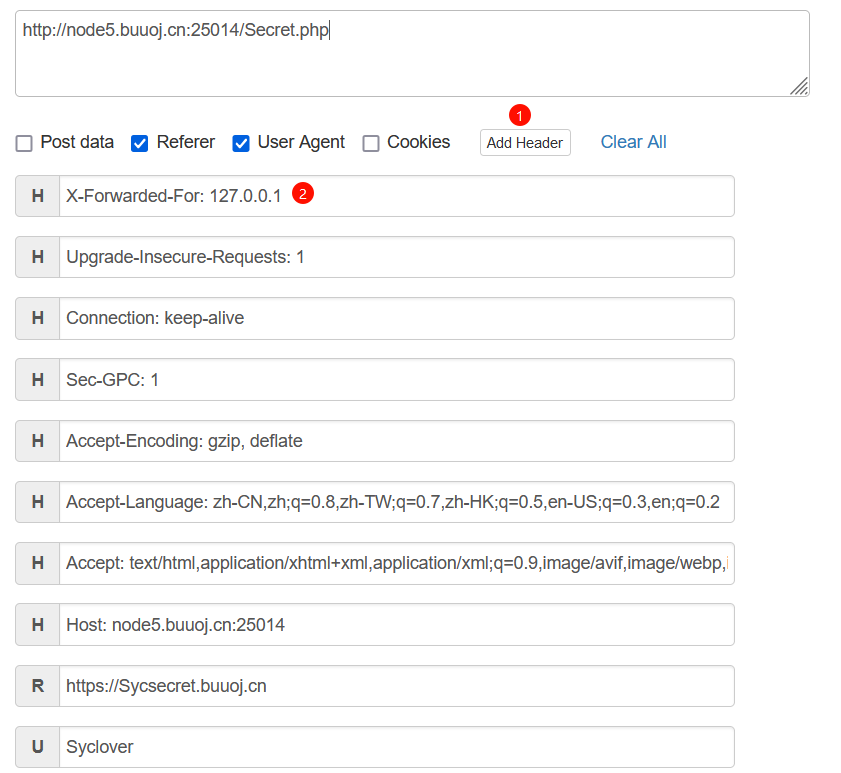 http://node5.buuoj.cn:25014/Secret.php
1
Post data Referer User Agent Cookies Add Header Clear All
H X-Forwarded-For: 127.0.0.1 2
H Upgrade-Insecure-Requests: 1
H Connection: keep-alive
H Sec-GPC: 1
H Accept-Encoding: gzip, deflate
H Accept-Language: zh-CN,zh;q=0.8,zh-TW;q=0.7,zh-HK;q=0.5,en-US;q=0.3,en;q=0.2
H Accept: text/html,application/xhtml+xml,application/xml;q=0.9,image/avif,image/webp,
H Host: node5.buuoj.cn:25014
R https://Sycsecret.buuoj.cn
U Syclover